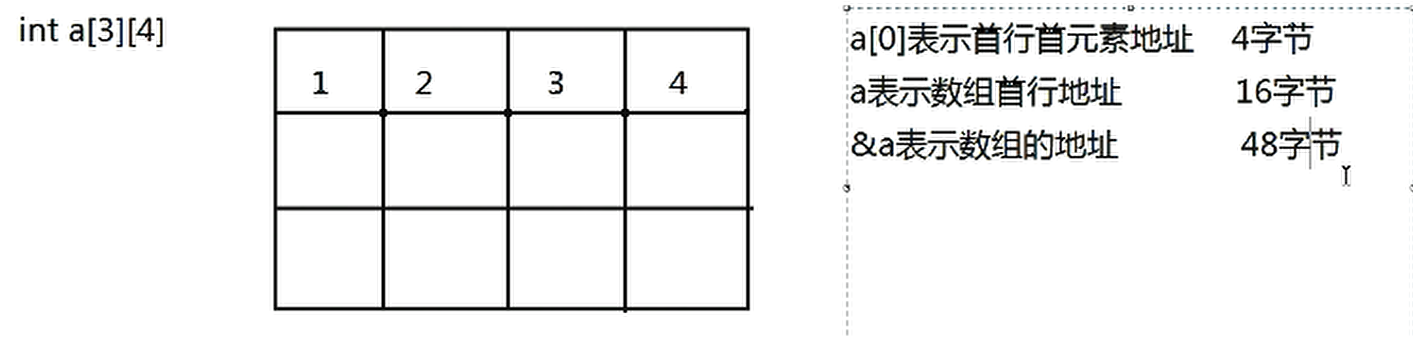 int a[3][4]
1 2 3 4
a[0]表示首行首元素地址 4字节
a表示数组首行地址 16字节
&a表示数组的地址 48字节